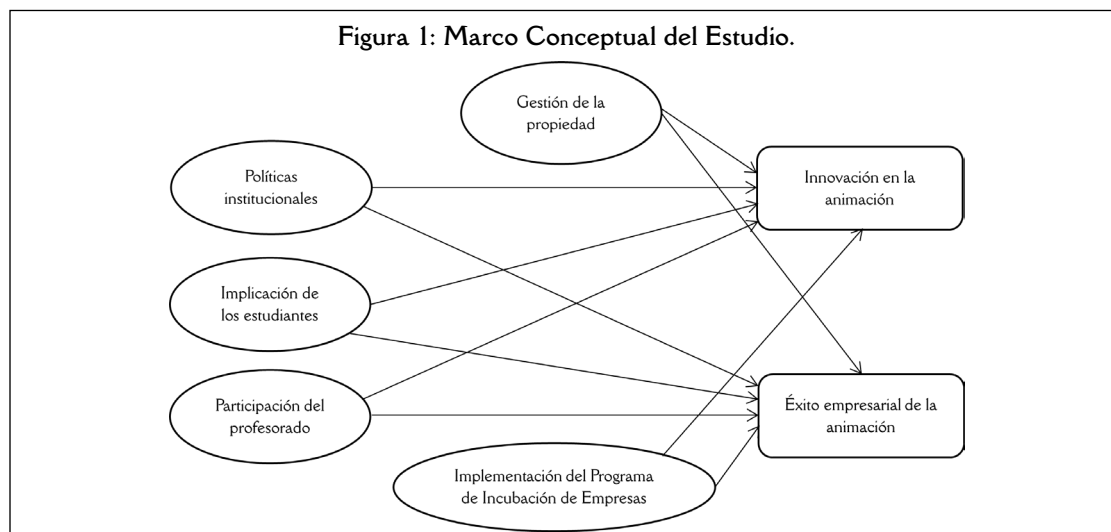 Figura 1: Marco Conceptual del Estudio.
Gestión de la
propiedad
Políticas
institucionales
Innovación en la
animación
Implicación de
los estudiantes
Participación del
profesorado
Éxito empresarial de la
animación
Implementación del Programa
de Incubación de Empresas